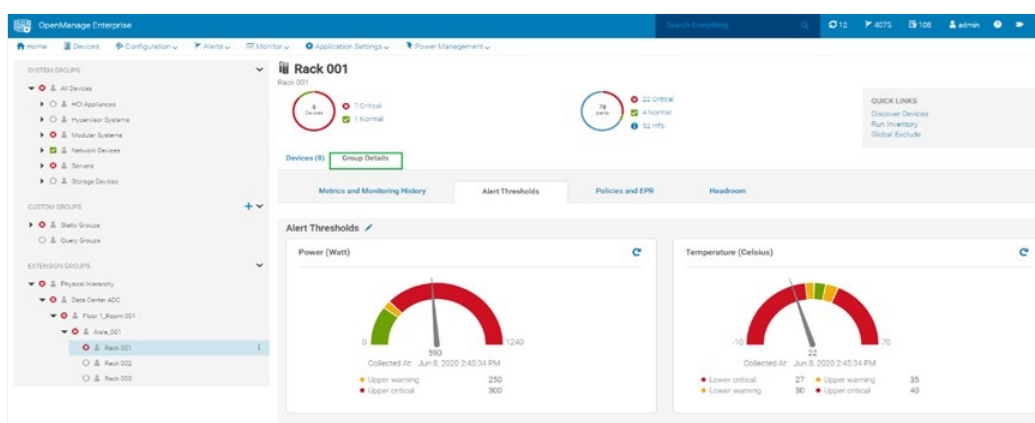 OpenManage Enterprise
Search Everything
12
4075
108
admin
Home
Devices
Configuration
Alerts
Monitor
Application Settings
Power Management
SYSTEM GROUPS
All Devices
HCI Appliances
Hypervisor Systems
Modular Systems
Network Devices
Servers
Storage Devices
CUSTOM GROUPS
Static Groups
Query Groups
EXTENSION GROUPS
Physical Hierarchy
Data Center ADC
Floor 1_Room 001
Aisle_001
Rack 001
Rack 002
Rack 003
Rack 001
Rack 001
8
Devices
7 Critical
1 Normal
78
alerts
22 Critical
4 Normal
52 Info
QUICK LINKS
Discover Devices
Run Inventory
Global Exclude
Devices (8)
Group Details
Metrics and Monitoring History
Alert Thresholds
Policies and EPR
Headroom
Alert Thresholds
Power (Watt)
0
590
1240
Collected At: Jun 8, 2020 2:45:34 PM
Upper warning 250
Upper critical 300
Temperature (Celsius)
-10
22
70
Collected At: Jun 8, 2020 2:45:34 PM
Lower critical 27 Upper warning 35
Lower warning 30 Upper critical 40